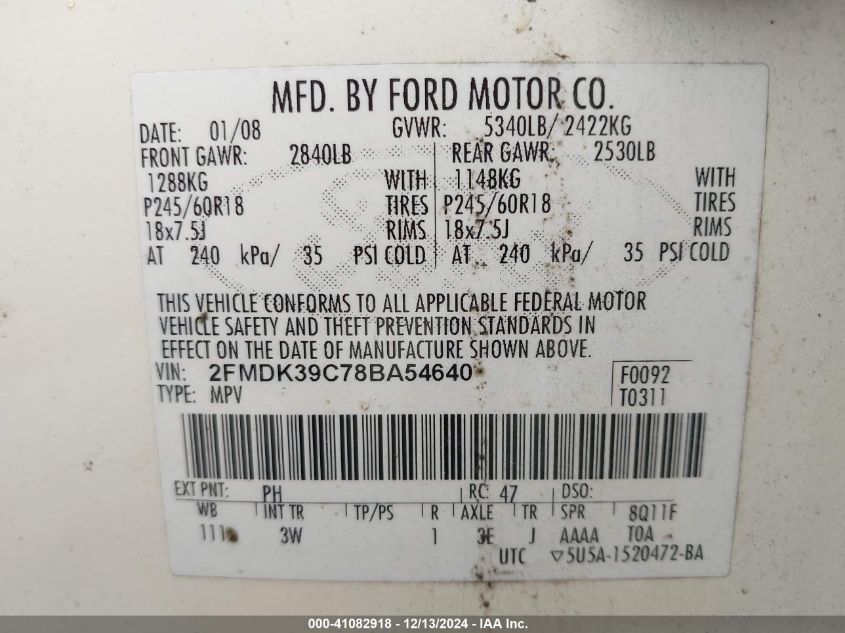 MFD. BY FORD MOTOR CO.
DATE: 01/08 GVWR: 5340LB/ 2422KG
FRONT GAWR: 2840LB REAR GAWR: 2530LB
1288KG WITH 1148KG WITH
P245/60R18 TIRES P245/60R18 TIRES
18x7.5J RIMS 18x7.5J RIMS
AT 240 kPa/ 35 PSI COLD AT 240 kPa/ 35 PSI COLD
THIS VEHICLE CONFORMS TO ALL APPLICABLE FEDERAL MOTOR
VEHICLE SAFETY AND THEFT PREVENTION STANDARDS IN
EFFECT ON THE DATE OF MANUFACTURE SHOWN ABOVE.
VIN: 2FMDK39C78BA54640 F0092
TYPE: MPV T0311
EXT PNT: PH RC: 47 DSO:
WB INT TR TP/PS R AXLE TR SPR 8Q11F
111 3W 1 3E J AAAA TOA
UTC ▽5U5A-1520472-BA
000-41082918 - 12/13/2024 - IAA Inc.